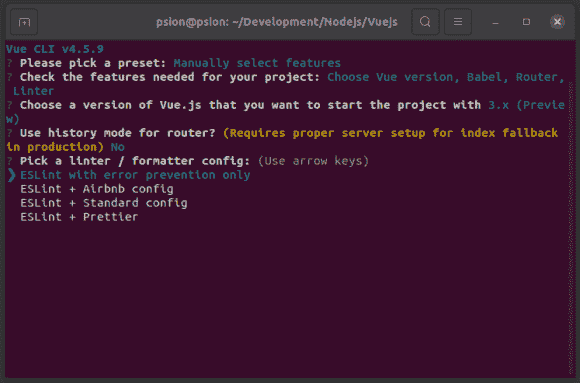 psion@psion: ~/Development/Nodejs/Vuejs
Vue CLI v4.5.9
? Please pick a preset: Manually select features
? Check the features needed for your project: Choose Vue version, Babel, Router,
Linter
? Choose a version of Vue.js that you want to start the project with 3.x (Previe
w)
? Use history mode for router? (Requires proper server setup for index fallback
in production) No
? Pick a linter / formatter config: (Use arrow keys)
❯ ESLint with error prevention only
ESLint + Airbnb config
ESLint + Standard config
ESLint + Prettier